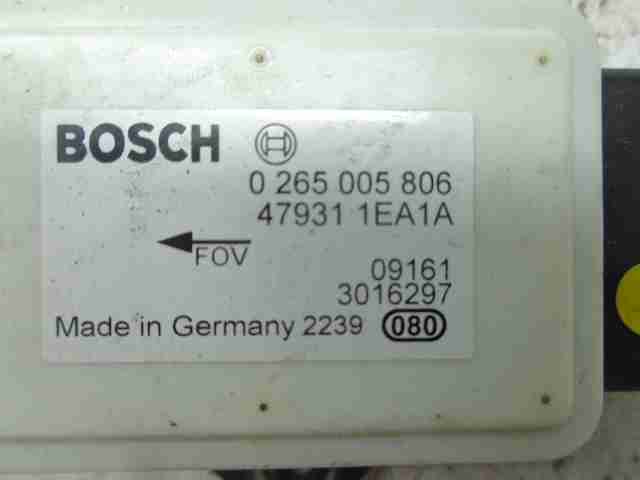 BOSCH
0 265 005 806
47931 1EA1A
FOV
09161
3016297
Made in Germany 2239 080